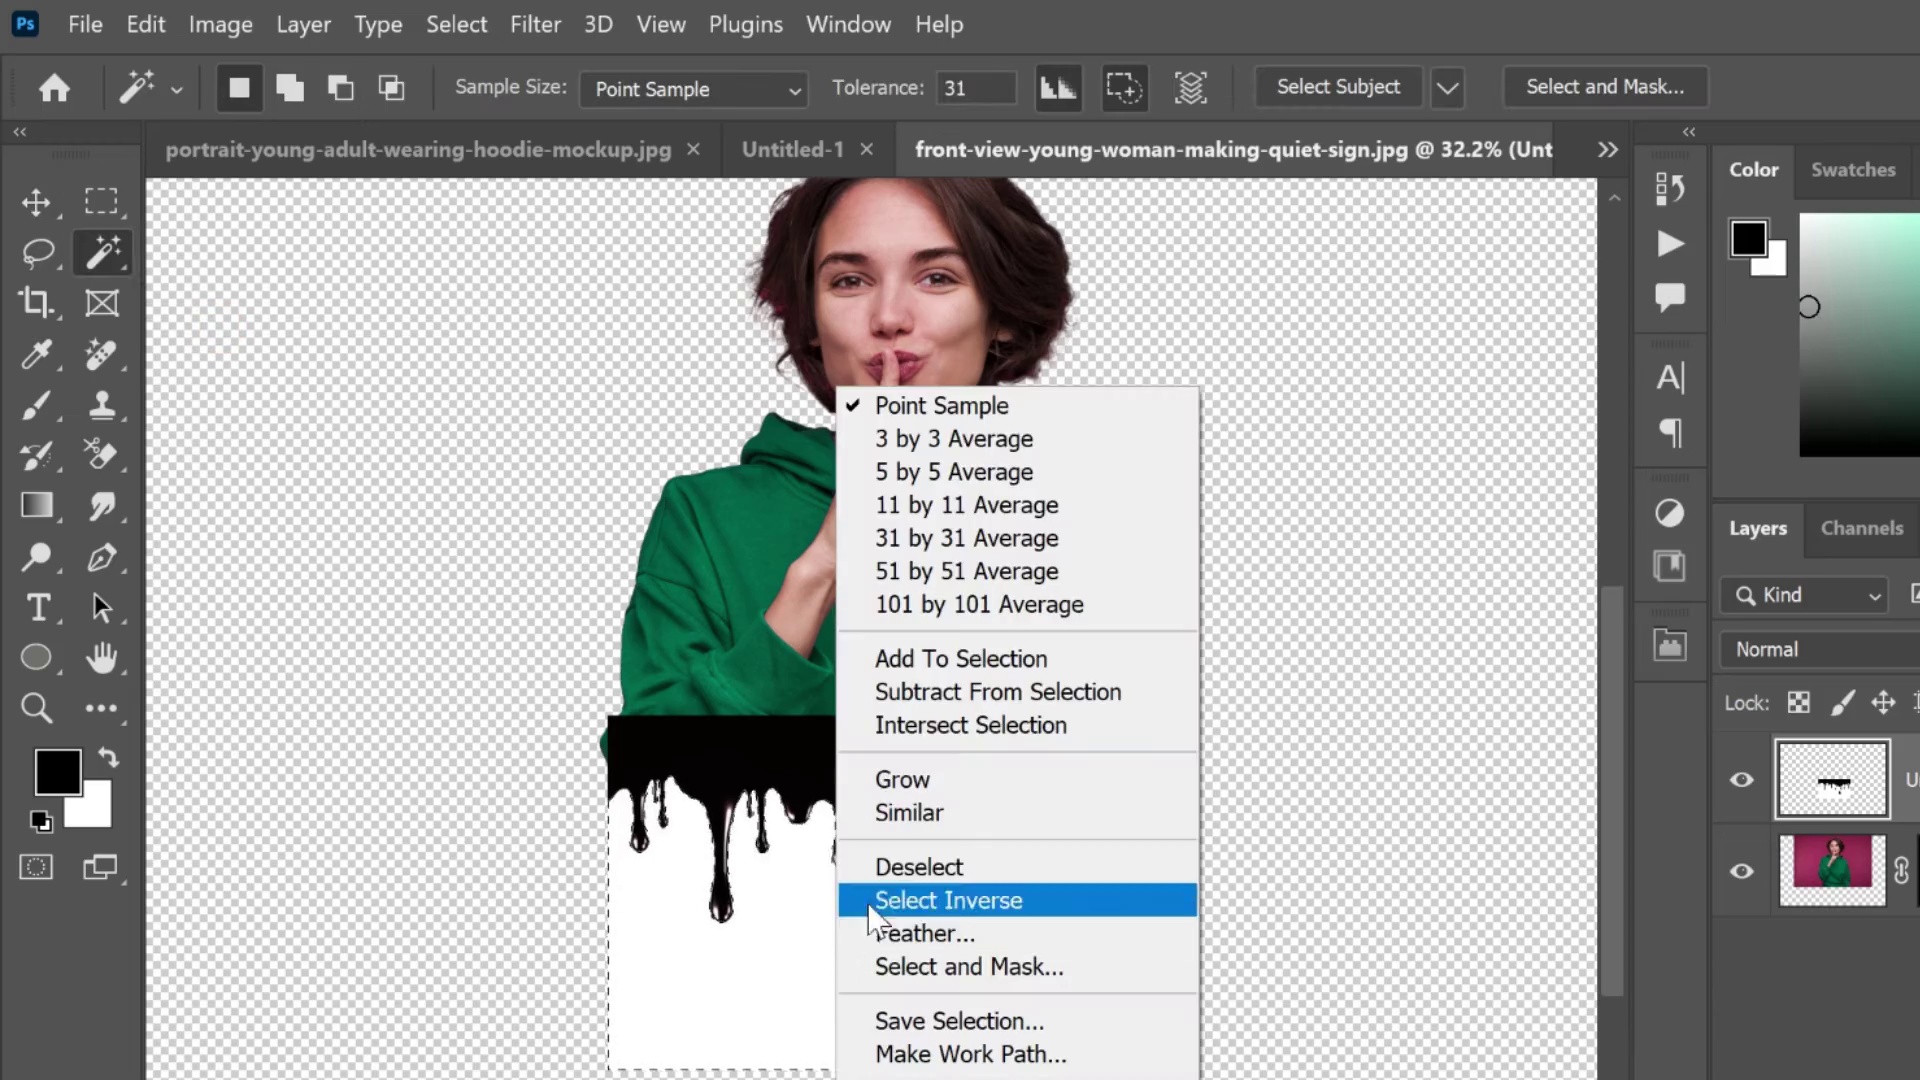 Ps File Edit Image Layer Type Select Filter 3D View Plugins Window Help
Sample Size: Point Sample Tolerance: 31 Select Subject Select and Mask...
portrait-young-adult-wearing-hoodie-mockup.jpg × Untitled-1 × front-view-young-woman-making-quiet-sign.jpg @ 32.2% (Unt
Color Swatches
Point Sample
3 by 3 Average
5 by 5 Average
11 by 11 Average
31 by 31 Average
51 by 51 Average
101 by 101 Average
Add To Selection
Subtract From Selection
Intersect Selection
Grow
Similar
Deselect
Select Inverse
Feather...
Select and Mask...
Save Selection...
Make Work Path...
Layers Channels
Kind
Normal
Lock: